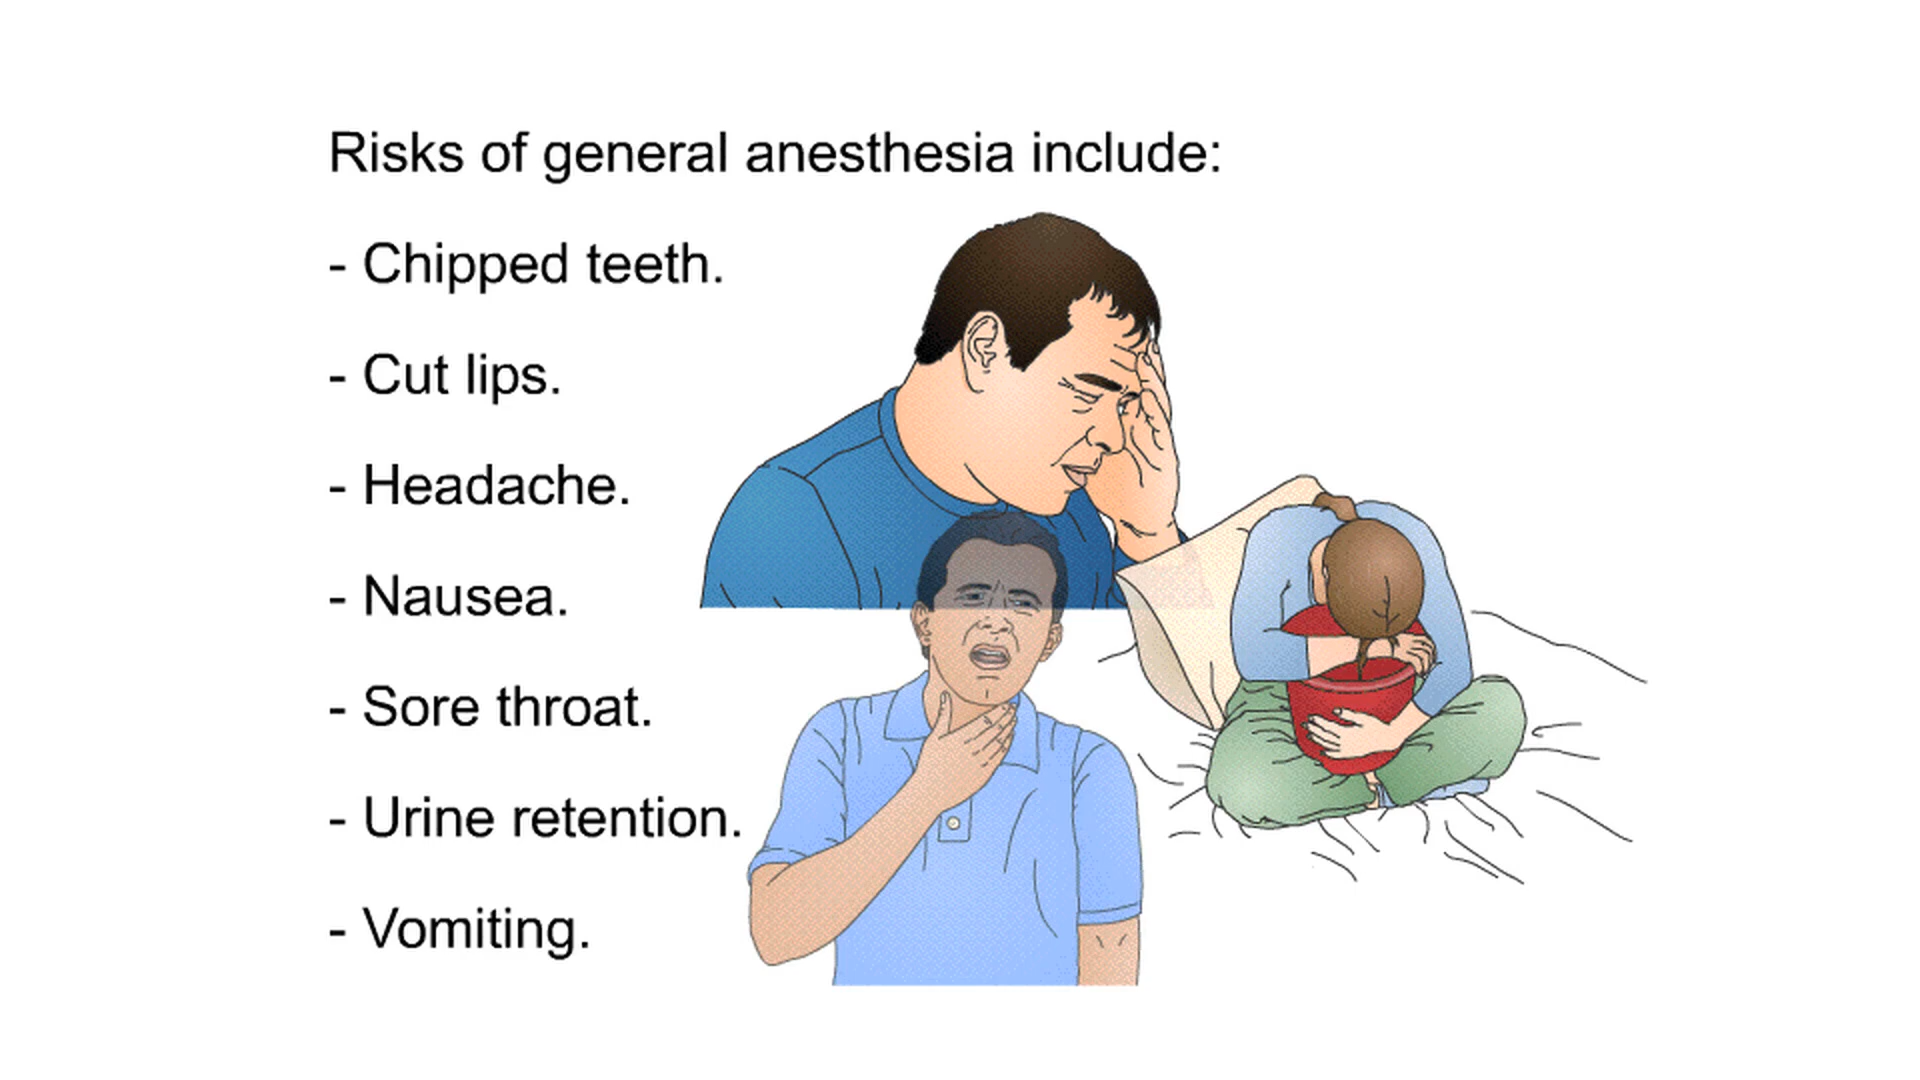 Risks of general anesthesia include:
- Chipped teeth.
- Cut lips.
- Headache.
- Nausea.
- Sore throat.
- Urine retention.
- Vomiting.